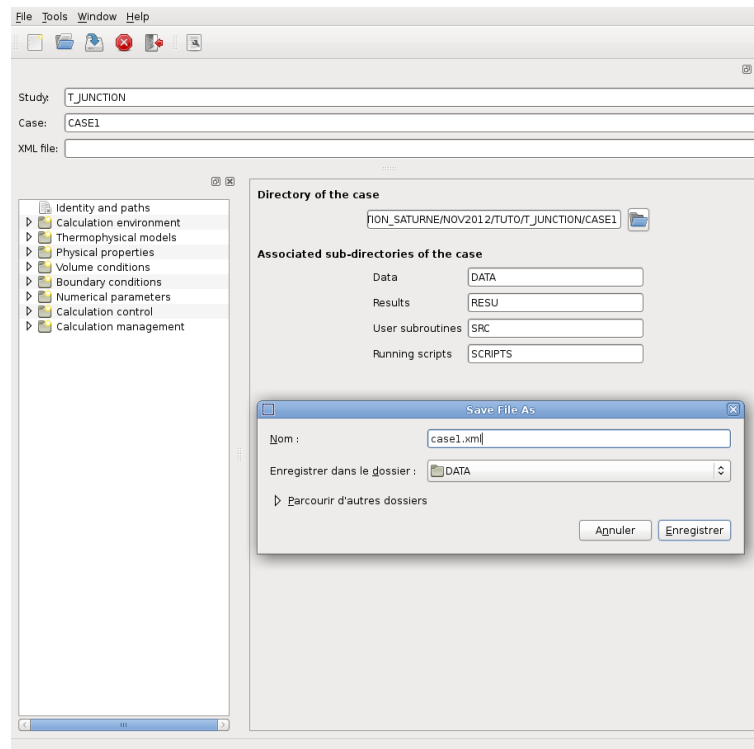 File Tools Window Help
Study: T_JUNCTION
Case: CASE1
XML file:
Identity and paths
Calculation environment
Thermophysical models
Physical properties
Volume conditions
Boundary conditions
Numerical parameters
Calculation control
Calculation management
Directory of the case
TION_SATURNE/NOV2012/TUTO/T_JUNCTION/CASE1
Associated sub-directories of the case
Data DATA
Results RESU
User subroutines SRC
Running scripts SCRIPTS
Save File As
Nom : case1.xml
Enregistrer dans le dossier : DATA
Parcourir d'autres dossiers
Annuler Enregistrer